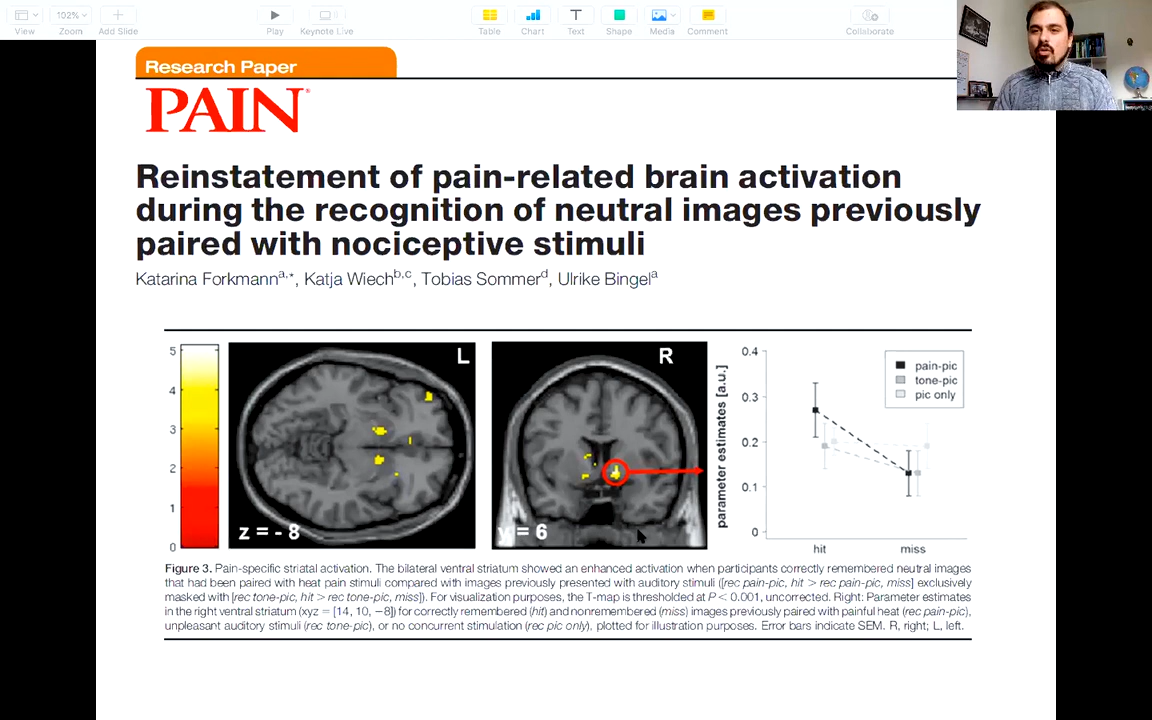 102%
View
Zoom
Add Slide
Play
Keynote Live
Table
Chart
Text
Shape
Media
Comment
Collaborate
Research Paper
PAIN®
Reinstatement of pain-related brain activation
during the recognition of neutral images previously
paired with nociceptive stimuli
Katarina Forkmannᵃ,*, Katja Wiechᵇ,ᶜ, Tobias Sommerᵈ, Ulrike Bingelᵃ
5
4
3
2
1
0
L
z = - 8
R
= 6
parameter estimates [a.u.]
0.4
0.3
0.2
0.1
0
hit
miss
pain-pic
tone-pic
pic only
Figure 3. Pain-specific striatal activation. The bilateral ventral striatum showed an enhanced activation when participants correctly remembered neutral images
that had been paired with heat pain stimuli compared with images previously presented with auditory stimuli ([rec pain-pic, hit > rec pain-pic, miss] exclusively
masked with [rec tone-pic, hit > rec tone-pic, miss]). For visualization purposes, the T-map is thresholded at P < 0.001, uncorrected. Right: Parameter estimates
in the right ventral striatum (xyz = [14, 10, −8]) for correctly remembered (hit) and nonremembered (miss) images previously paired with painful heat (rec pain-pic),
unpleasant auditory stimuli (rec tone-pic), or no concurrent stimulation (rec pic only), plotted for illustration purposes. Error bars indicate SEM. R, right; L, left.